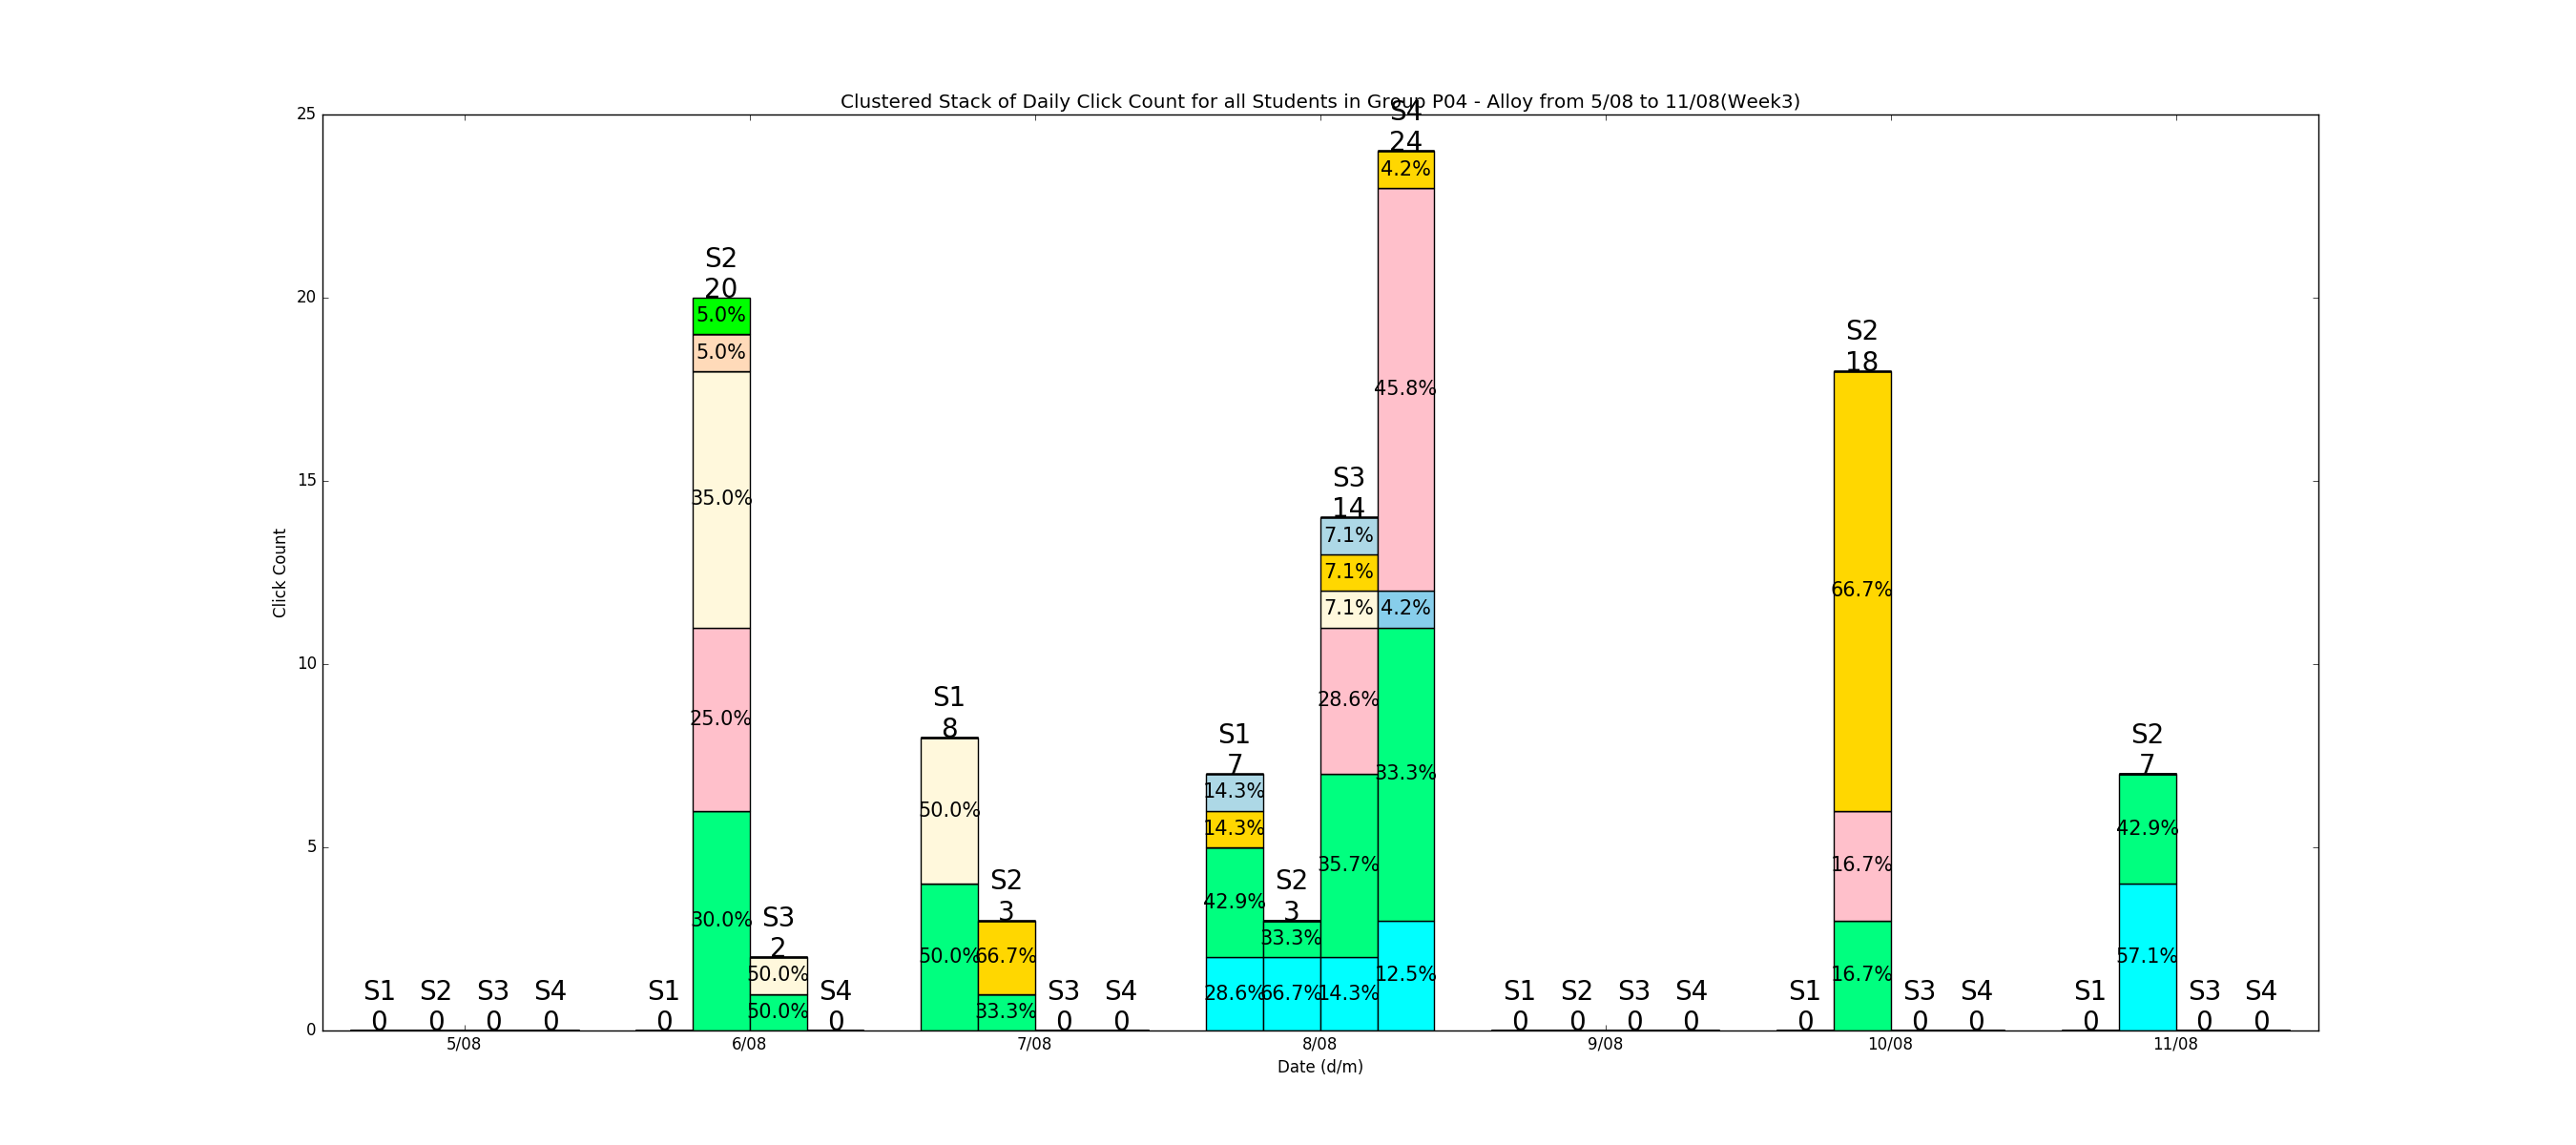 Clustered Stack of Daily Click Count for all Students in Group P04 - Alloy from 5/08 to 11/08(Week3)
Click Count
25
20
15
10
5
0
S1
0
S2
0
S3
0
S4
0
5/08
S1
0
S2
20
5.0%
5.0%
35.0%
25.0%
30.0%
S3
2
50.0%
50.0%
S4
0
6/08
S1
8
50.0%
50.0%
S2
3
66.7%
33.3%
S3
0
S4
0
7/08
S1
7
14.3%
14.3%
42.9%
28.6%
S2
3
33.3%
66.7%
S3
14
7.1%
7.1%
7.1%
28.6%
35.7%
14.3%
S4
24
4.2%
45.8%
4.2%
33.3%
12.5%
8/08
S1
0
S2
0
S3
0
S4
0
9/08
S1
0
S2
18
66.7%
16.7%
16.7%
S3
0
S4
0
10/08
S1
0
S2
7
42.9%
57.1%
S3
0
S4
0
11/08
Date (d/m)